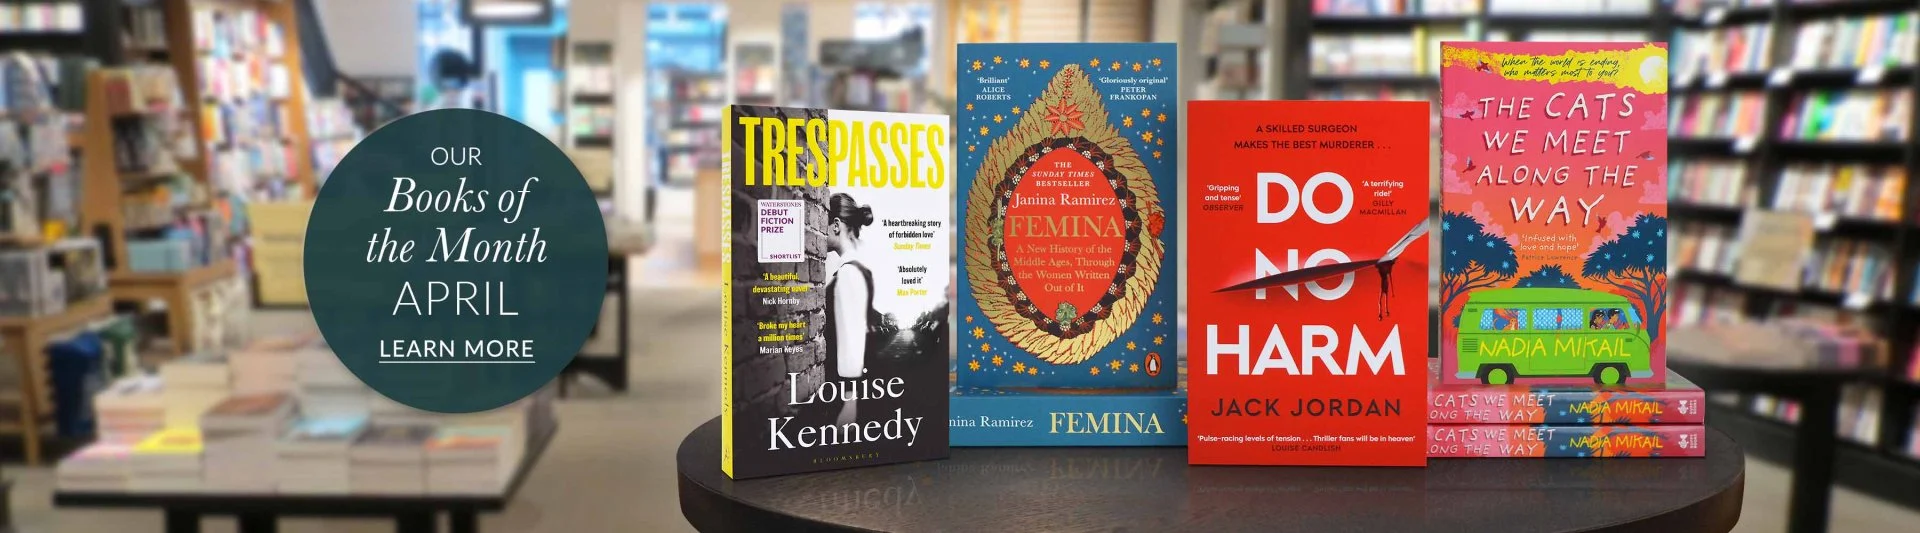 OUR
Books of
the Month
APRIL
LEARN MORE
TRESPASSES
WATERSTONES
DEBUT
FICTION
PRIZE
SHORTLIST
'A heartbreaking story
of forbidden love'
Sunday Times
'A beautiful,
devastating novel'
Nick Hornby
'Absolutely
loved it'
Max Porter
'Broke my heart
a million times'
Marian Keyes
Louise
Kennedy
BLOOMSBURY
'Brilliant'
ALICE
ROBERTS
'Gloriously original'
PETER
FRANKOPAN
THE
SUNDAY TIMES
BESTSELLER
Janina Ramirez
FEMINA
A New History of the
Middle Ages, Through
the Women Written
Out of It
nina Ramirez FEMINA
A SKILLED SURGEON
MAKES THE BEST MURDERER . . .
'Gripping
and tense'
OBSERVER
'A terrifying
ride!'
GILLY
MACMILLAN
DO
NO
HARM
JACK JORDAN
'Pulse-racing levels of tension . . . Thriller fans will be in heaven'
LOUISE CANDLISH
When the world is ending,
who matters most to you?
THE CATS
WE MEET
ALONG THE
WAY
'Infused with
love and hope'
Patrice Lawrence
NADIA MIKAIL
CATS WE MEET
ONG THE WAY
NADIA MIKAIL
CATS WE MEET
ONG THE WAY
NADIA MIKAIL